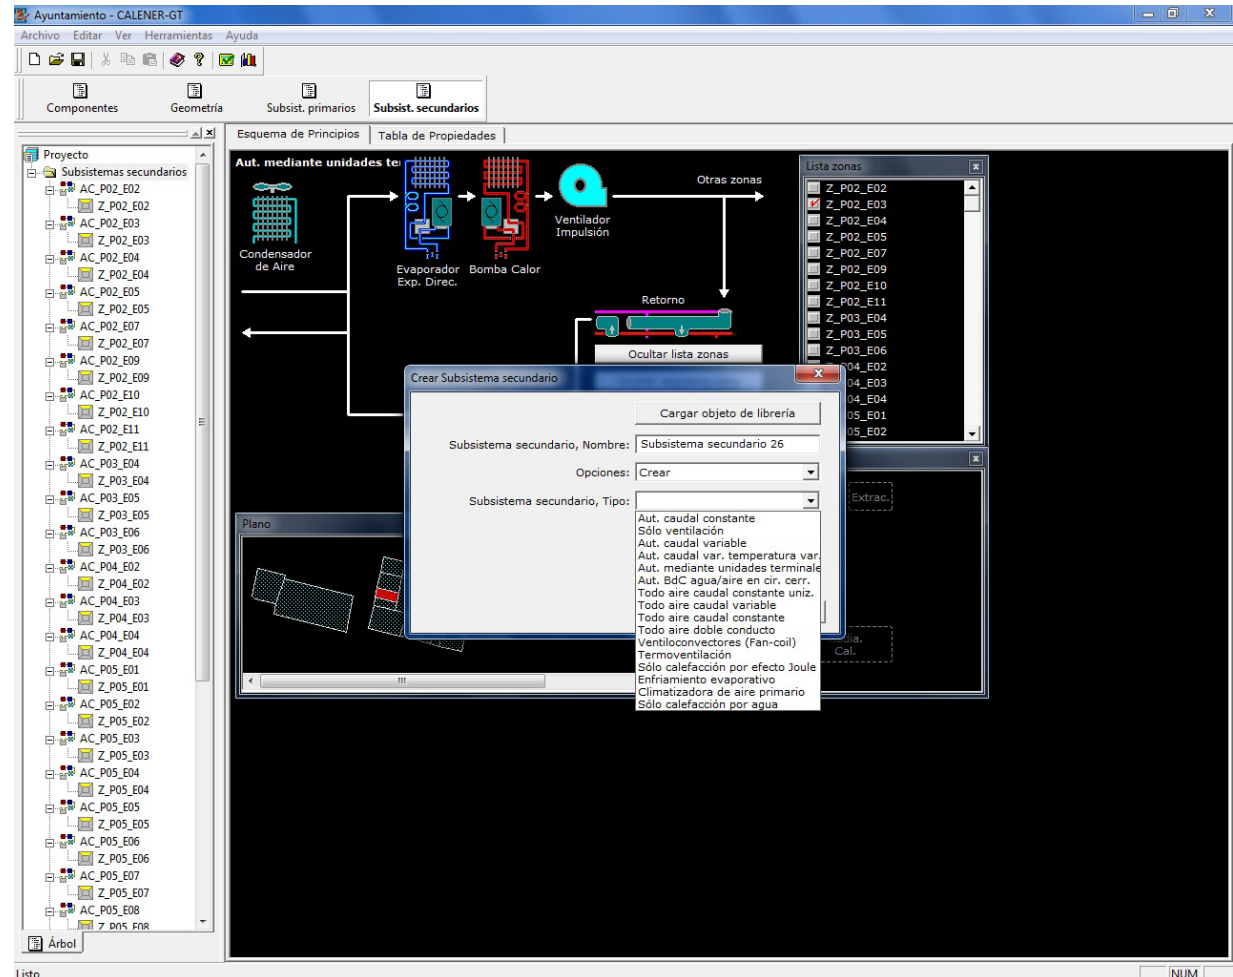 Ayuntamiento - CALENER-GT
Archivo Editar Ver Herramientas Ayuda
Componentes Geometría Subsist. primarios Subsist. secundarios
Esquema de Principios Tabla de Propiedades
Proyecto
Subsistemas secundarios
AC_P02_E02
Z_P02_E02
AC_P02_E03
Z_P02_E03
AC_P02_E04
Z_P02_E04
AC_P02_E05
Z_P02_E05
AC_P02_E07
Z_P02_E07
AC_P02_E09
Z_P02_E09
AC_P02_E10
Z_P02_E10
AC_P02_E11
Z_P02_E11
AC_P03_E04
Z_P03_E04
AC_P03_E05
Z_P03_E05
AC_P03_E06
Z_P03_E06
AC_P04_E02
Z_P04_E02
AC_P04_E03
Z_P04_E03
AC_P04_E04
Z_P04_E04
AC_P05_E01
Z_P05_E01
AC_P05_E02
Z_P05_E02
AC_P05_E03
Z_P05_E03
AC_P05_E04
Z_P05_E04
AC_P05_E05
Z_P05_E05
AC_P05_E06
Z_P05_E06
AC_P05_E07
Z_P05_E07
AC_P05_E08
Z_P05_E08
Árbol
Aut. mediante unidades te
Condensador
de Aire
Evaporador
Exp. Direc.
Bomba Calor
Ventilador
Impulsión
Otras zonas
Retorno
Ocultar lista zonas
Lista zonas
Z_P02_E02
Z_P02_E03
Z_P02_E04
Z_P02_E05
Z_P02_E07
Z_P02_E09
Z_P02_E10
Z_P02_E11
Z_P03_E04
Z_P03_E05
Z_P03_E06
04_E02
04_E03
04_E04
05_E01
05_E02
Extrac.
Cal.
Plano
Crear Subsistema secundario
Cargar objeto de librería
Subsistema secundario, Nombre: Subsistema secundario 26
Opciones: Crear
Subsistema secundario, Tipo:
Aut. caudal constante
Sólo ventilación
Aut. caudal variable
Aut. caudal var. temperatura var.
Aut. mediante unidades terminale
Aut. BdC agua/aire en cir. cerr.
Todo aire caudal constante uniz.
Todo aire caudal variable
Todo aire caudal constante
Todo aire doble conducto
Ventiloconvectores (Fan-coil)
Termoventilación
Sólo calefacción por efecto Joule
Enfriamiento evaporativo
Climatizadora de aire primario
Sólo calefacción por agua
Listo
NUM